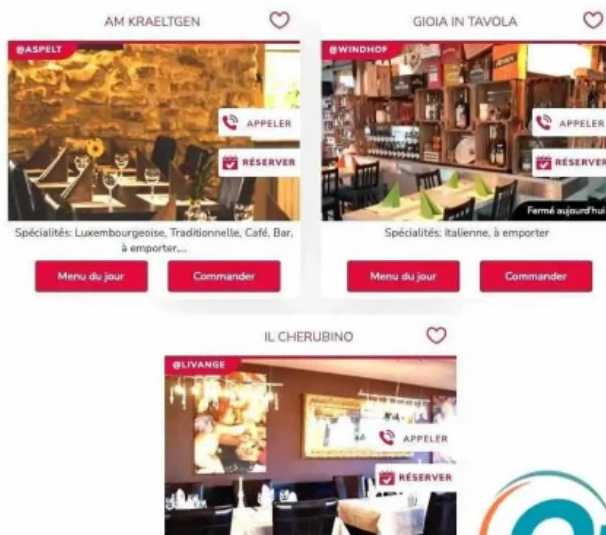 AM KRAELTGEN
@ASPELT
APPELER
RÉSERVER
Spécialités: Luxembourgeoise, Traditionnelle, Café, Bar,
à emporter,...
Menu du jour
Commander
GIOIA IN TAVOLA
@WINDHOF
APPELER
RÉSERVER
Fermé aujourd'hui
Spécialités: Italienne, à emporter
Menu du jour
Commander
IL CHERUBINO
@LIVANGE
APPELER
RÉSERVER